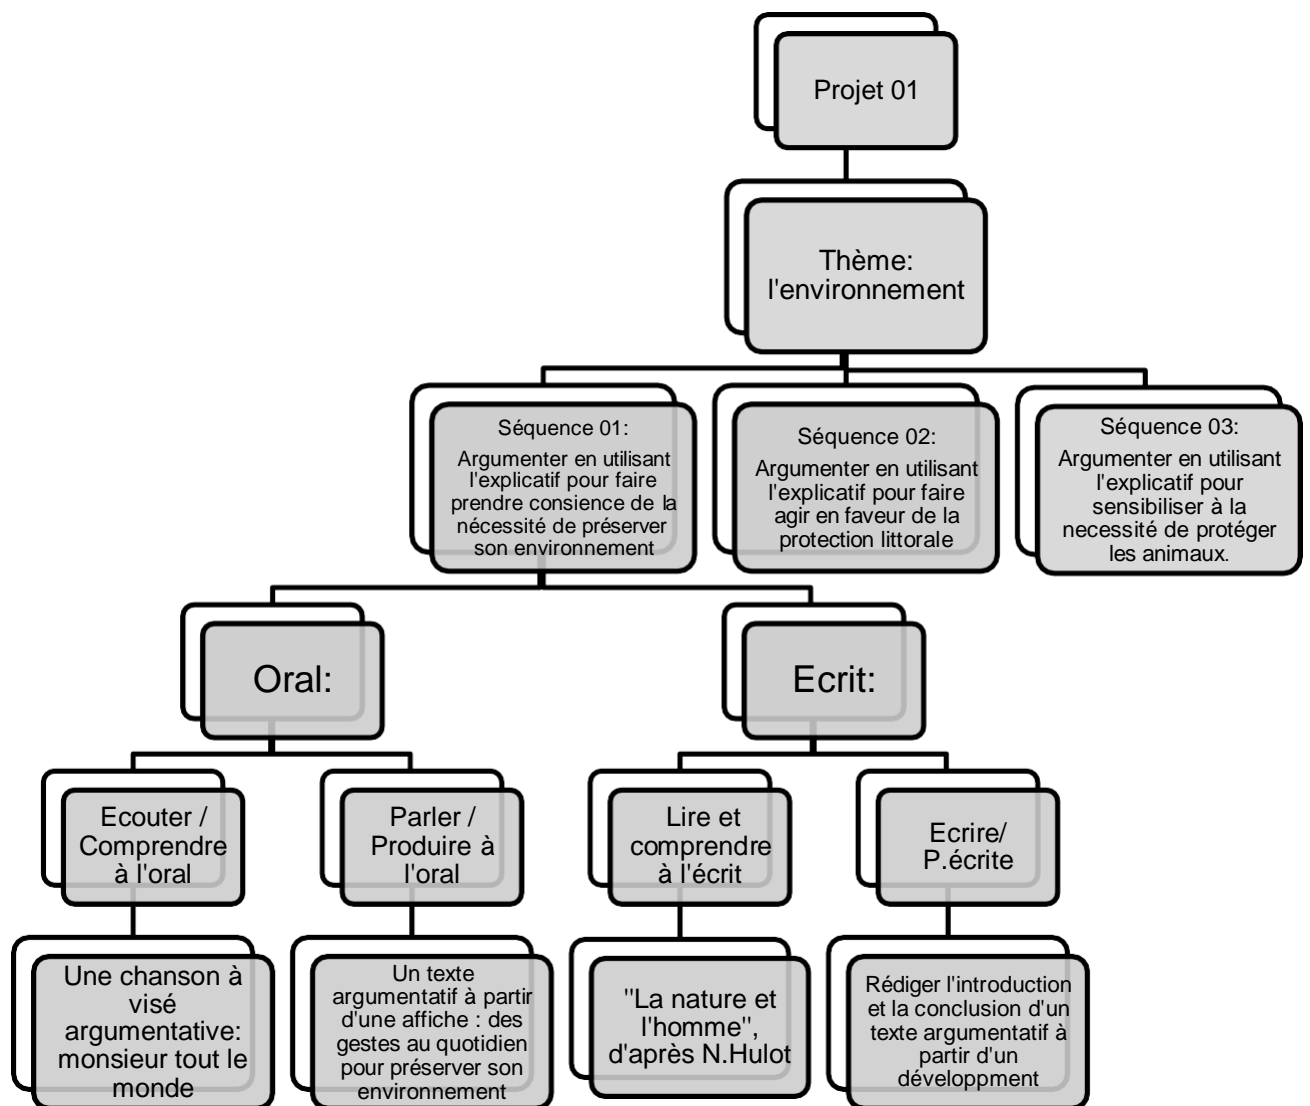 Projet 01
Thème:
l'environnement
Séquence 01:
Argumenter en utilisant
l'explicatif pour faire
prendre consience de la
nécessité de préserver
son environnement
Séquence 02:
Argumenter en utilisant
l'explicatif pour faire
agir en faveur de la
protection littorale
Séquence 03:
Argumenter en utilisant
l'explicatif pour
sensibiliser à la
necessité de protéger
les animaux.
Oral:
Ecrit:
Ecouter /
Comprendre
à l'oral
Parler /
Produire à
l'oral
Lire et
comprendre
à l'écrit
Ecrire/
P.écrite
Une chanson à
visé
argumentative:
monsieur tout le
monde
Un texte
argumentatif à partir
d'une affiche : des
gestes au quotidien
pour préserver son
environnement
"La nature et
l'homme",
d'après N.Hulot
Rédiger l'introduction
et la conclusion d'un
texte argumentatif à
partir d'un
développment